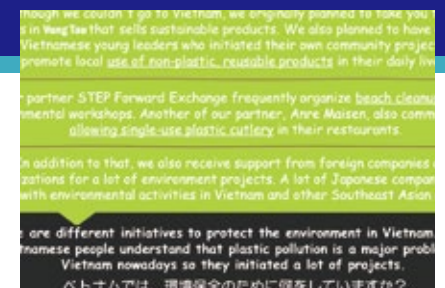 though we couldn't go to Vietnam, we originally planned to take you
s in Vung Tau that sells sustainable products. We also planned to have
Vietnamese young leaders who initiated their own community projec
promote local use of non-plastic, reusable products in their daily live
r partner STEP Forward Exchange frequently organize beach cleanu
nmental workshops. Another of our partner, Anre Maisen, also comm
allowing single-use plastic cutlery in their restaurants.
In addition to that, we also receive support from foreign companies
zations for a lot of environment projects. A lot of Japanese compan
with environmental activities in Vietnam and other Southeast Asian
e are different initiatives to protect the environment in Vietnam
tnamese people understand that plastic pollution is a major probl
Vietnam nowadays so they initiated a lot of projects.
ベトナムでは、環境保全のために何をしていますか？